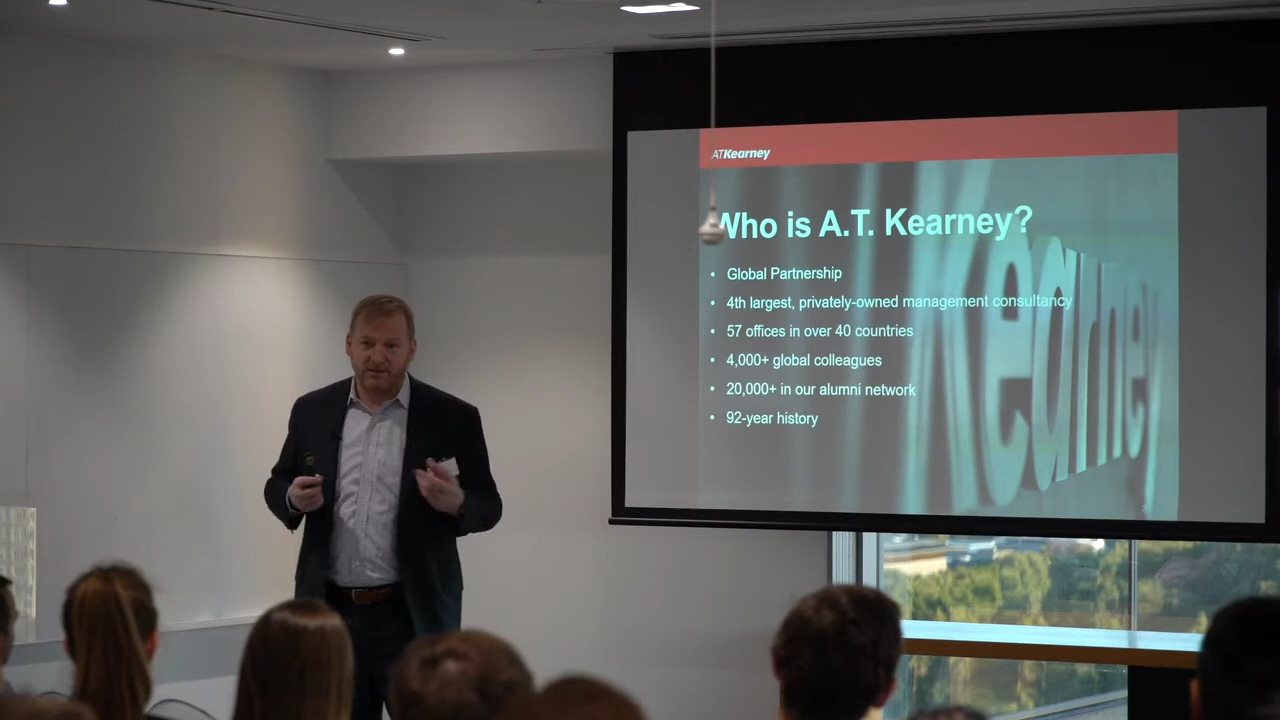 ATKearney
Who is A.T. Kearney?
• Global Partnership
• 4th largest, privately-owned management consultancy
• 57 offices in over 40 countries
• 4,000+ global colleagues
• 20,000+ in our alumni network
• 92-year history
Kearney